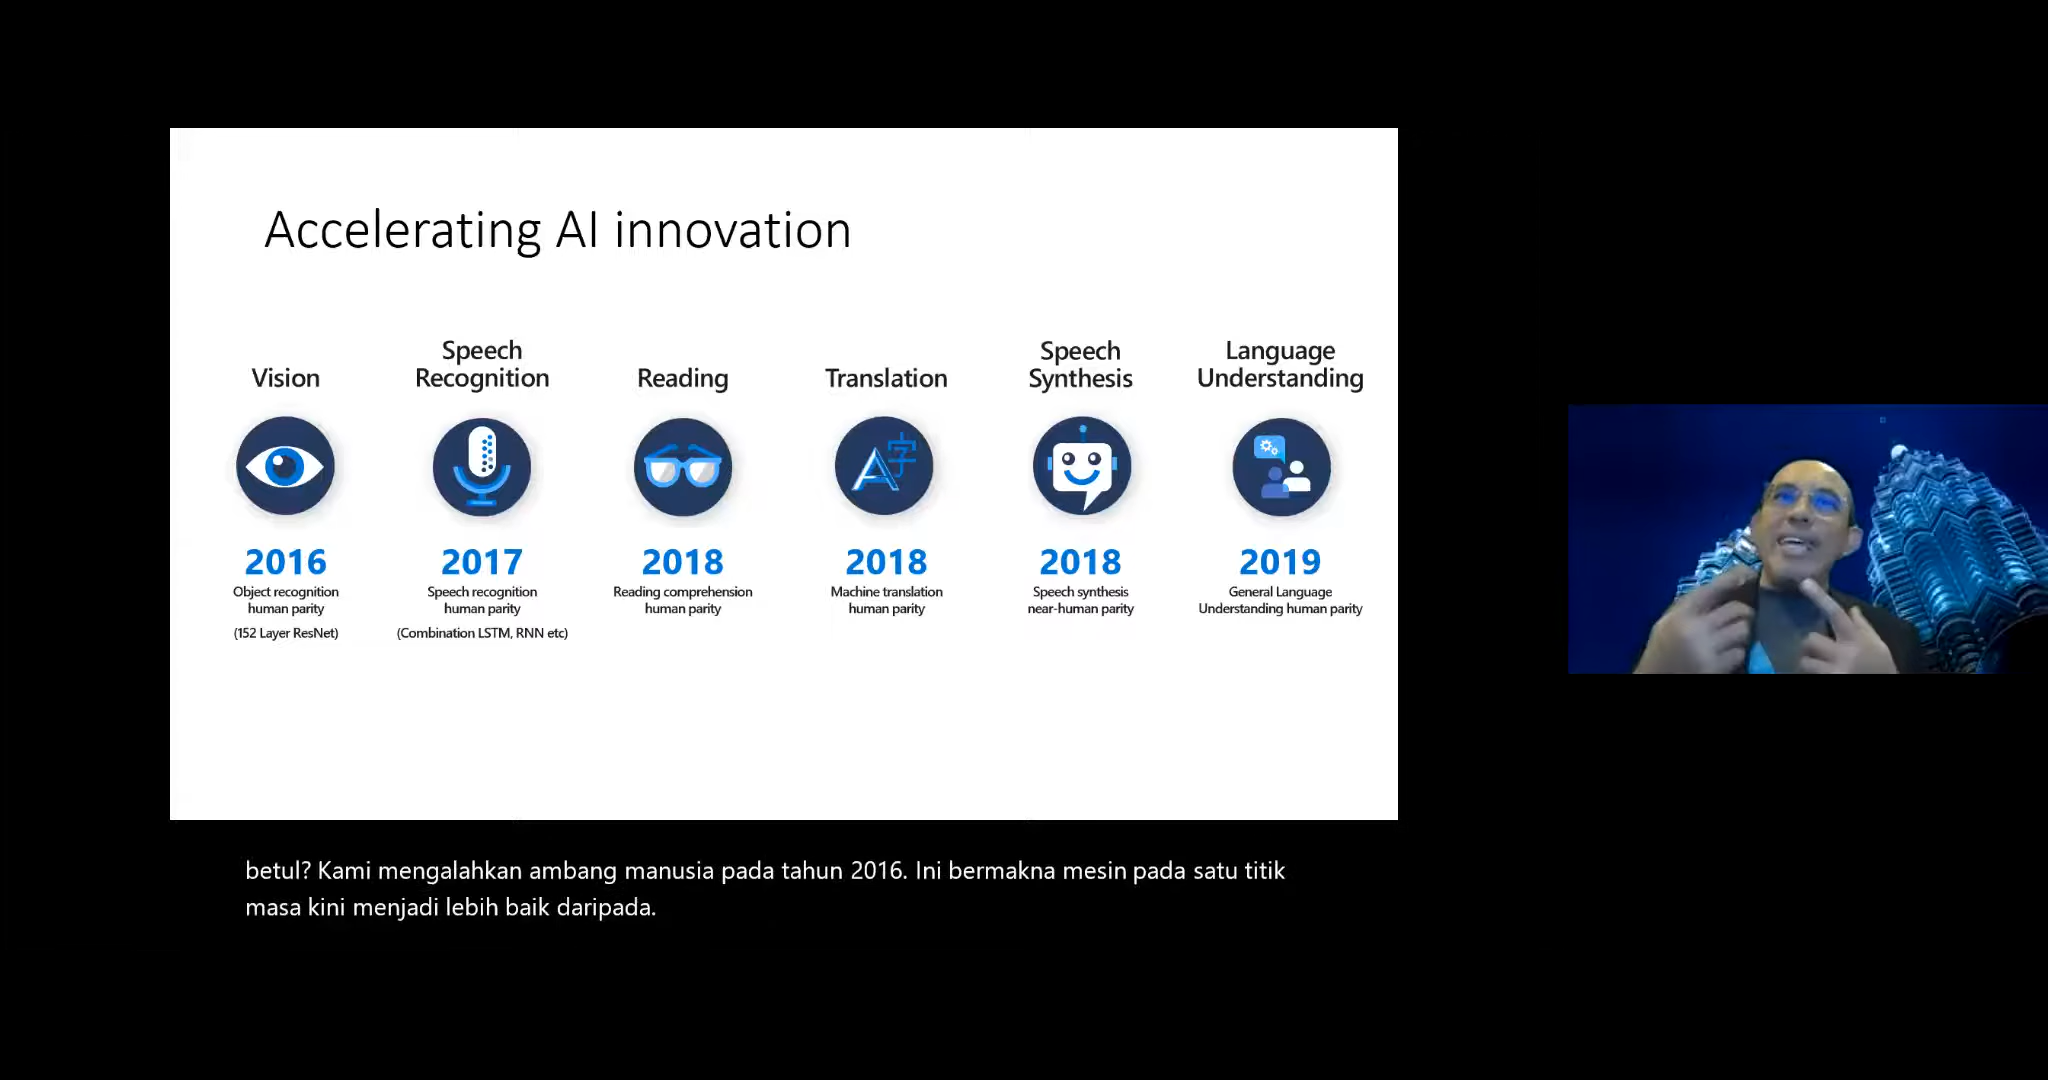 Accelerating AI innovation
Vision
Speech
Recognition
Reading
Translation
Speech
Synthesis
Language
Understanding
A字
2016
Object recognition
human parity
(152 Layer ResNet)
2017
Speech recognition
human parity
(Combination LSTM, RNN etc)
2018
Reading comprehension
human parity
2018
Machine translation
human parity
2018
Speech synthesis
near-human parity
2019
General Language
Understanding human parity
betul? Kami mengalahkan ambang manusia pada tahun 2016. Ini bermakna mesin pada satu titik
masa kini menjadi lebih baik daripada.